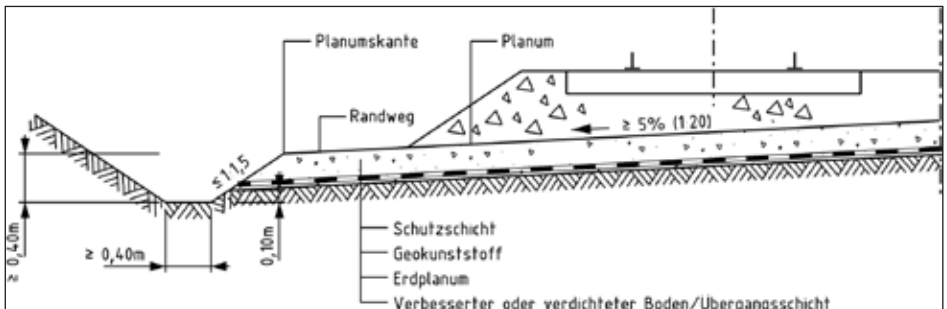 Planumskante
Planum
Randweg
≥ 5% (1:20)
≤ 1:1,5
≥ 0,40m
≥ 0,40m
0,10m
Schutzschicht
Geokunststoff
Erdplanum
Verbesserter oder verdichteter Boden/Übergangsschicht